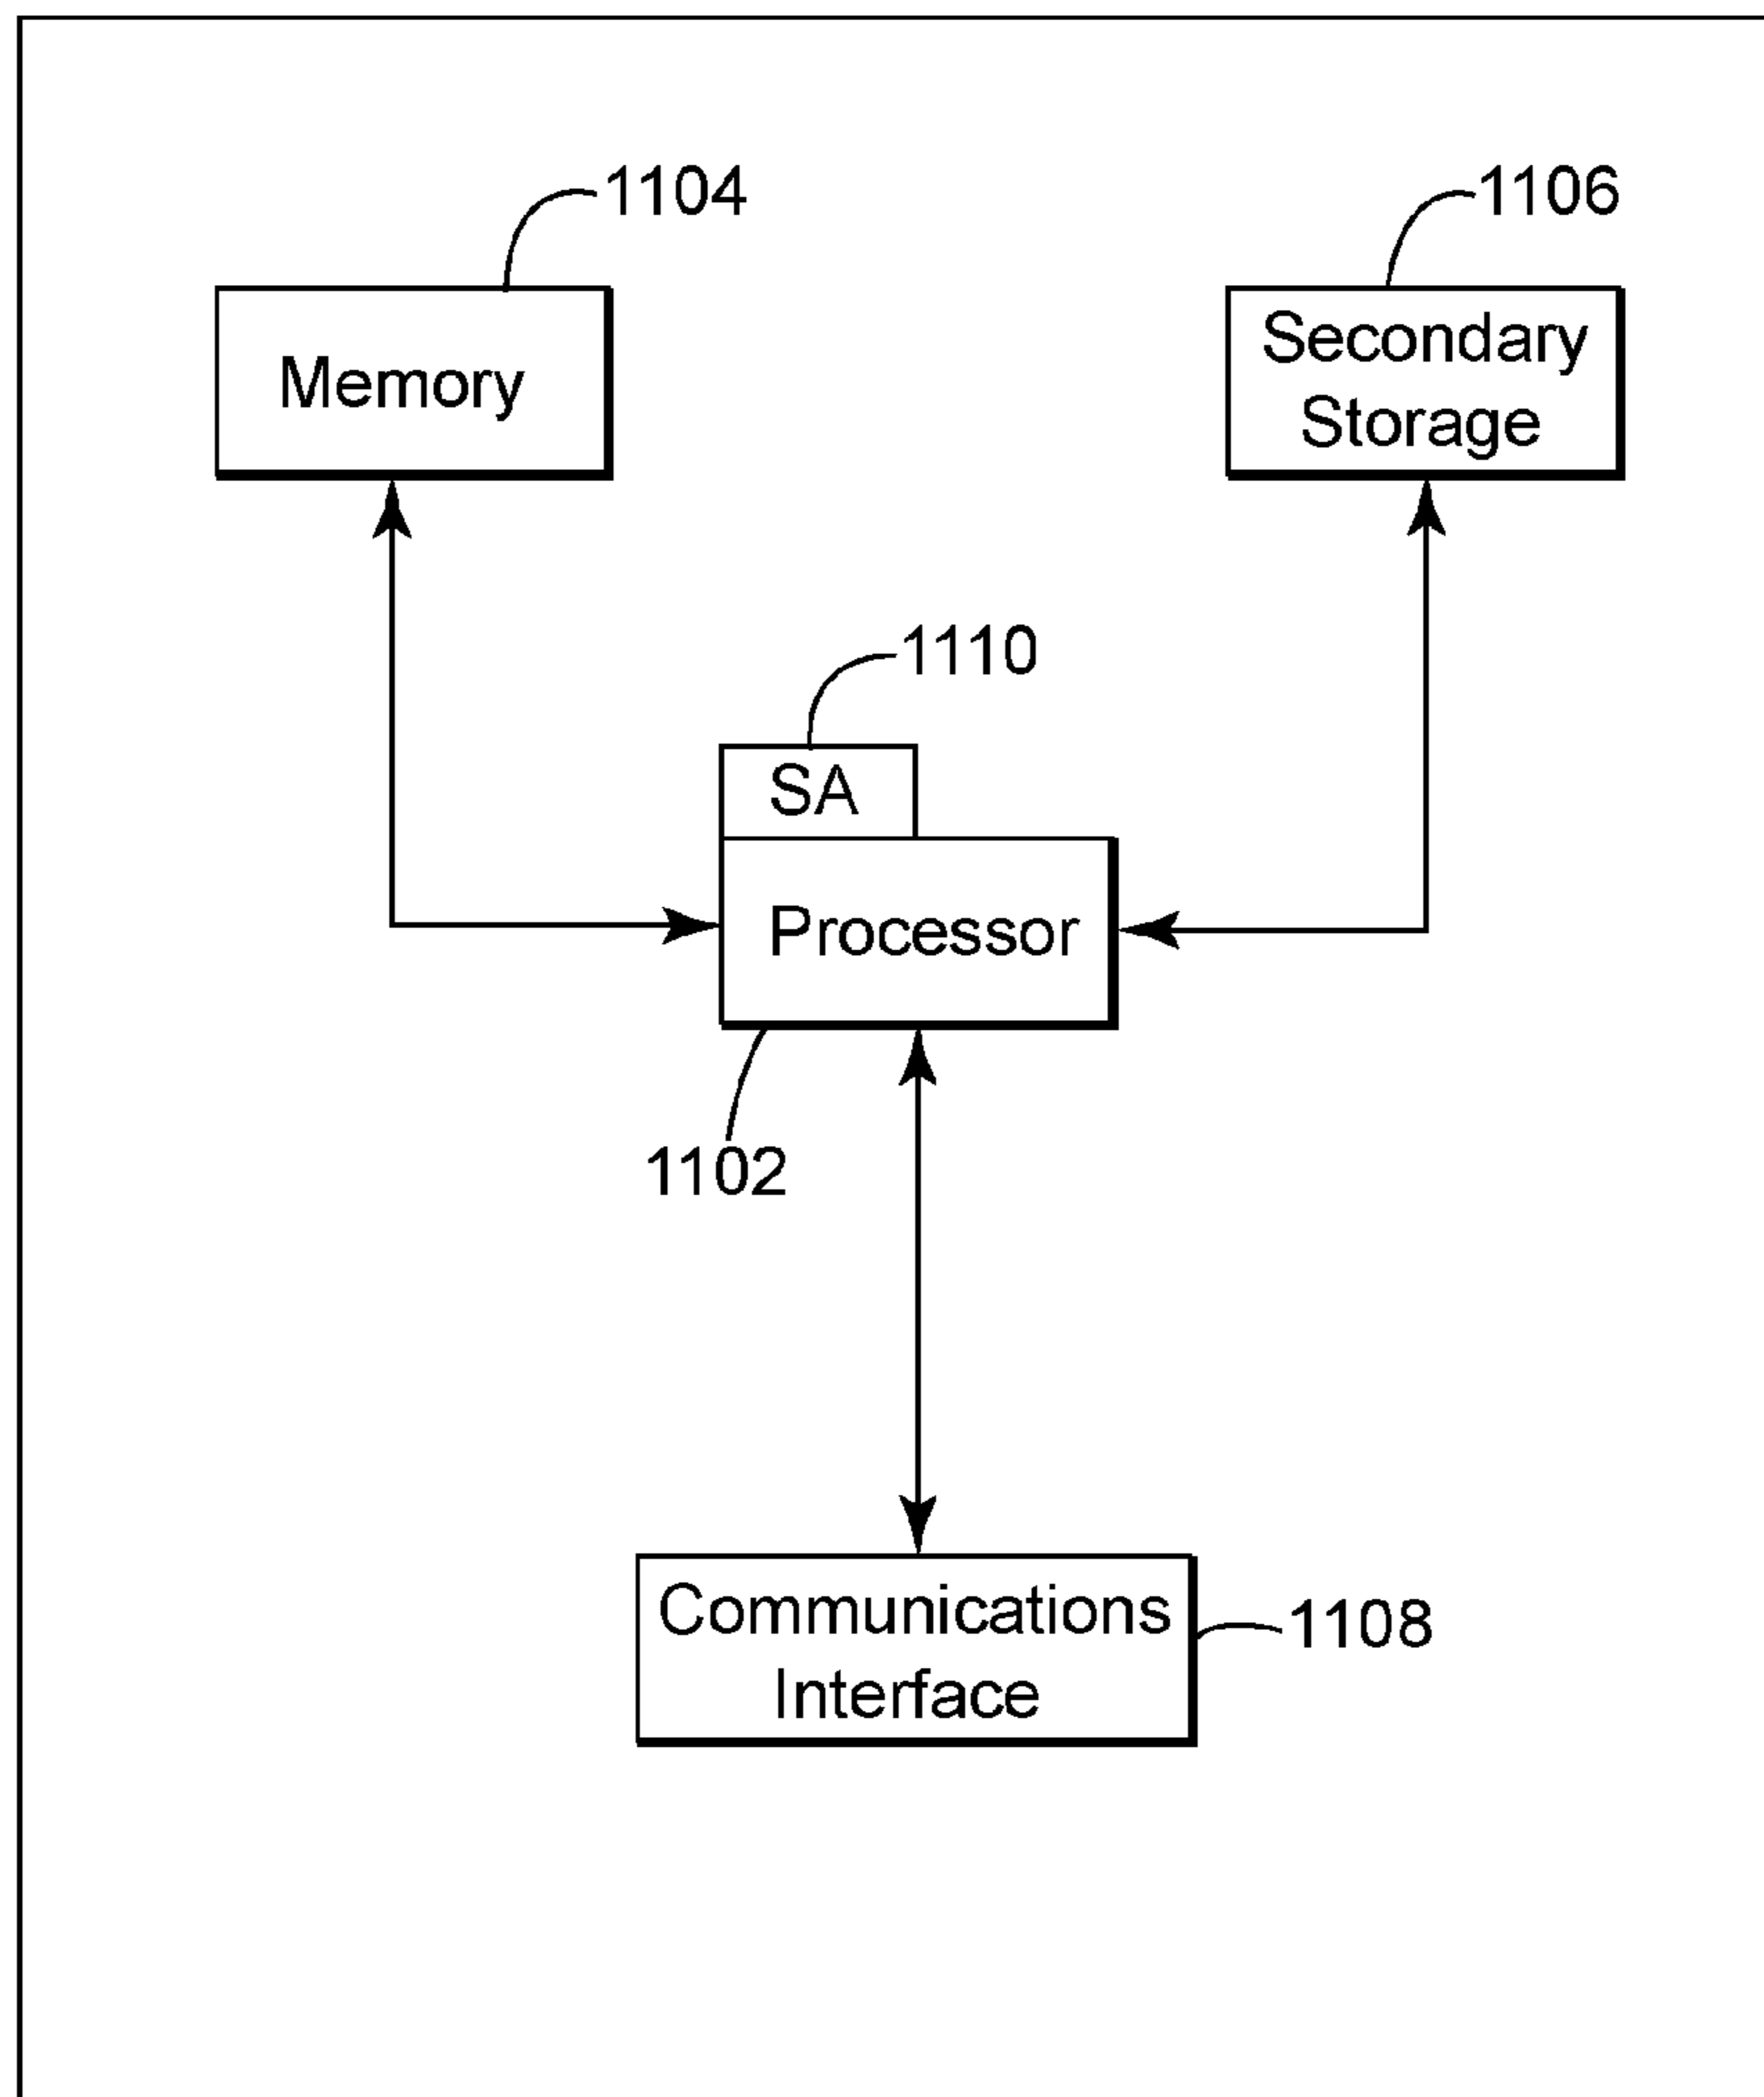 1104
1106
Memory
Secondary
Storage
1110
SA
Processor
1102
Communications
Interface
1108